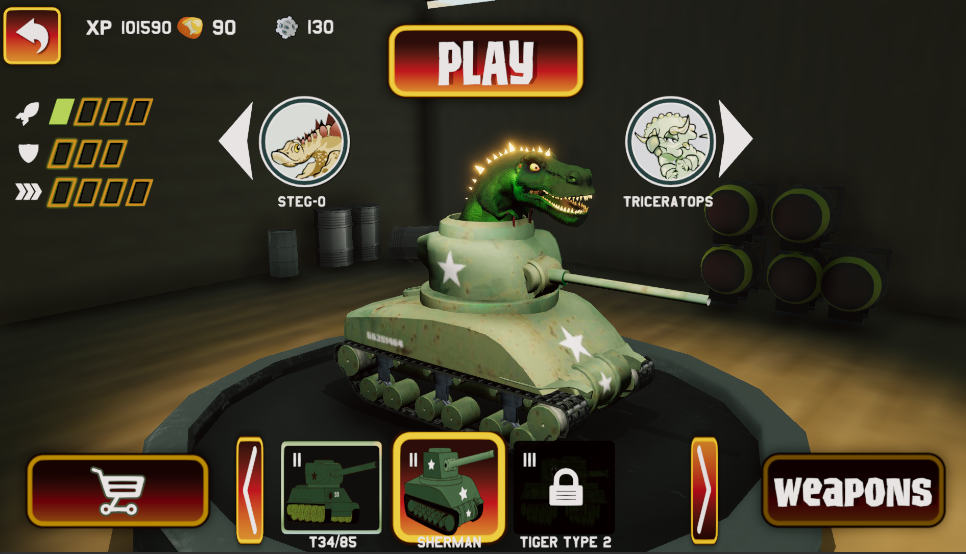 XP 101590 90 130
PLAY
STEG-O
TRICERATOPS
II
II
III
T34/85
SHERMAN
TIGER TYPE 2
WEAPONS